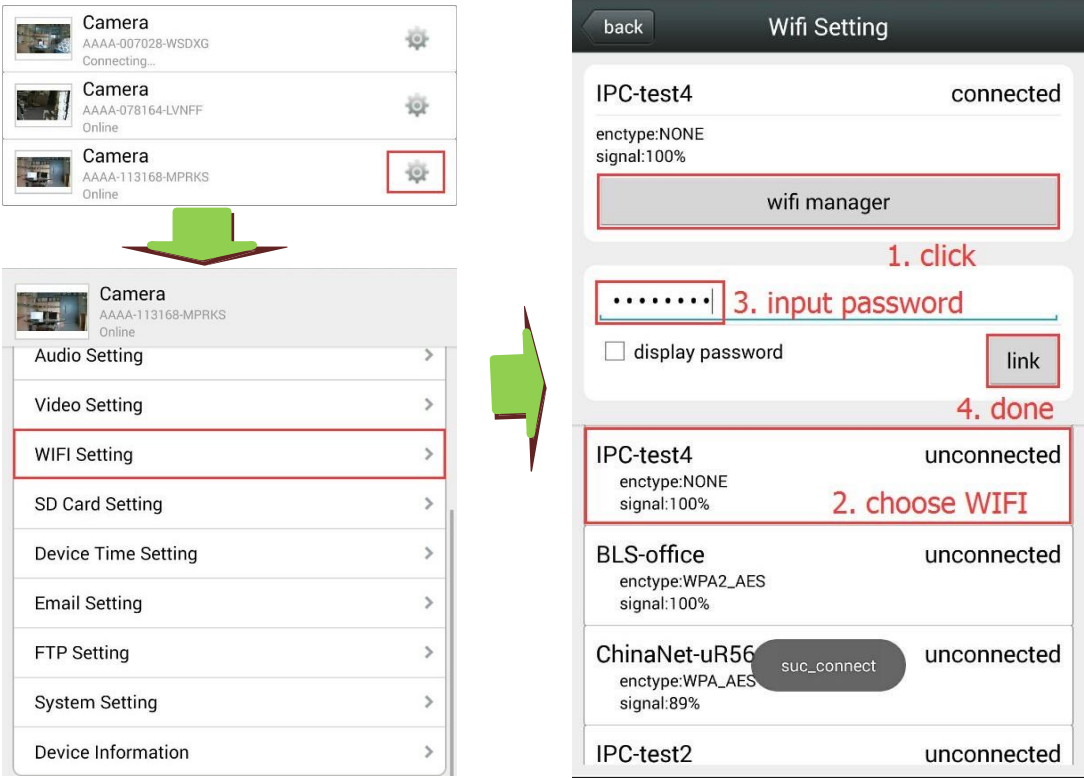 Camera
AAAA-007028-WSDXG
Connecting...
Camera
AAAA-078164-LVNFF
Online
Camera
AAAA-113168-MPRKS
Online
Camera
AAAA-113168-MPRKS
Online
Audio Setting
Video Setting
WIFI Setting
SD Card Setting
Device Time Setting
Email Setting
FTP Setting
System Setting
Device Information
back
Wifi Setting
IPC-test4 connected
enctype:NONE
signal:100%
wifi manager
1. click
3. input password
display password
link
4. done
IPC-test4 unconnected
enctype:NONE
signal:100%
2. choose WIFI
BLS-office unconnected
enctype:WPA2_AES
signal:100%
ChinaNet-uR56 unconnected
enctype:WPA_AES
suc_connect
signal:89%
IPC-test2 unconnected